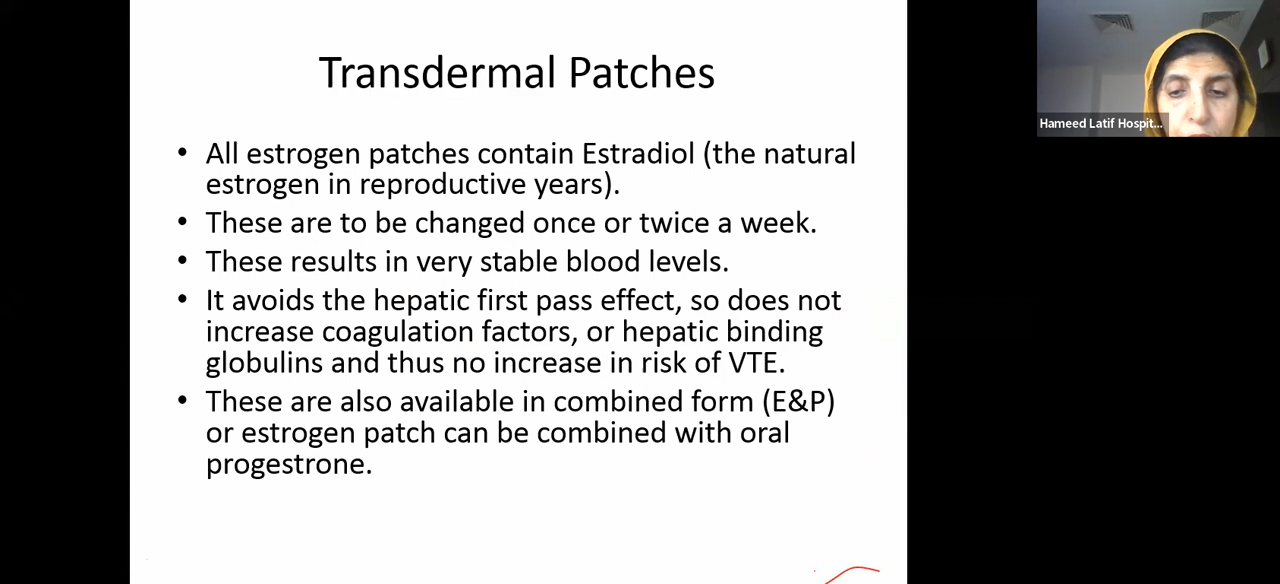 Transdermal Patches
• All estrogen patches contain Estradiol (the natural
estrogen in reproductive years).
• These are to be changed once or twice a week.
• These results in very stable blood levels.
• It avoids the hepatic first pass effect, so does not
increase coagulation factors, or hepatic binding
globulins and thus no increase in risk of VTE.
• These are also available in combined form (E&P)
or estrogen patch can be combined with oral
progestrone.
Hameed Latif Hospit...